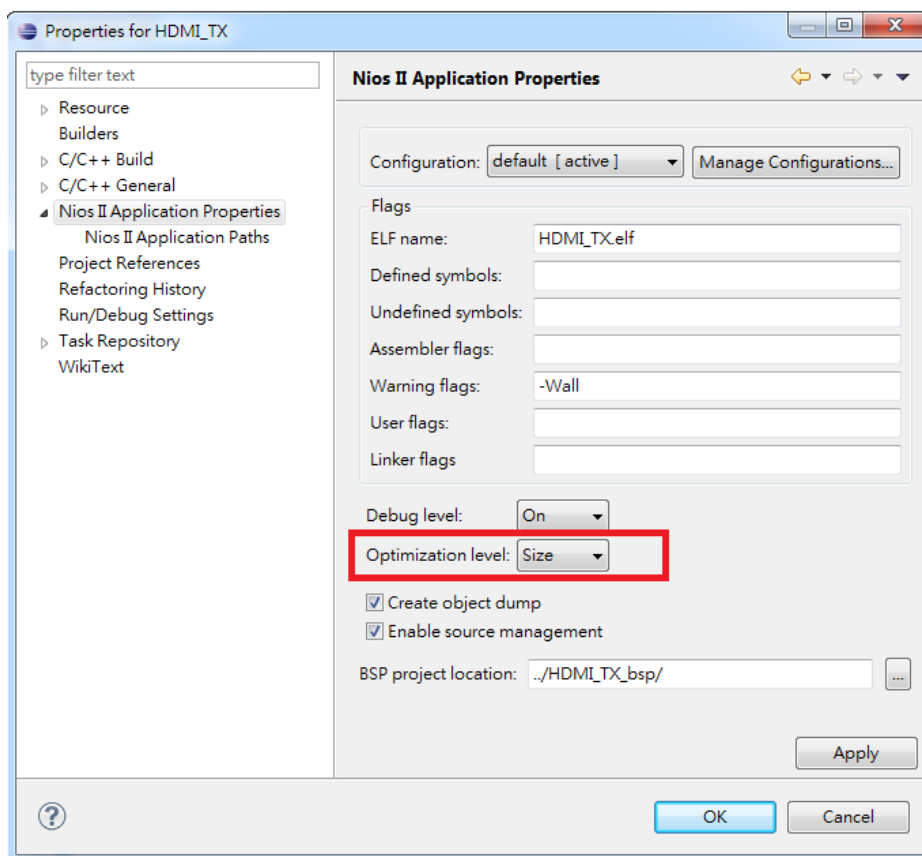 Properties for HDMI_TX
type filter text
Resource
Builders
C/C++ Build
C/C++ General
Nios II Application Properties
Nios II Application Paths
Project References
Refactoring History
Run/Debug Settings
Task Repository
WikiText
Nios II Application Properties
Configuration: default [ active ] Manage Configurations...
Flags
ELF name: HDMI_TX.elf
Defined symbols:
Undefined symbols:
Assembler flags:
Warning flags: -Wall
User flags:
Linker flags
Debug level: On
Optimization level: Size
Create object dump
Enable source management
BSP project location: ../HDMI_TX_bsp/ ...
Apply
? OK Cancel